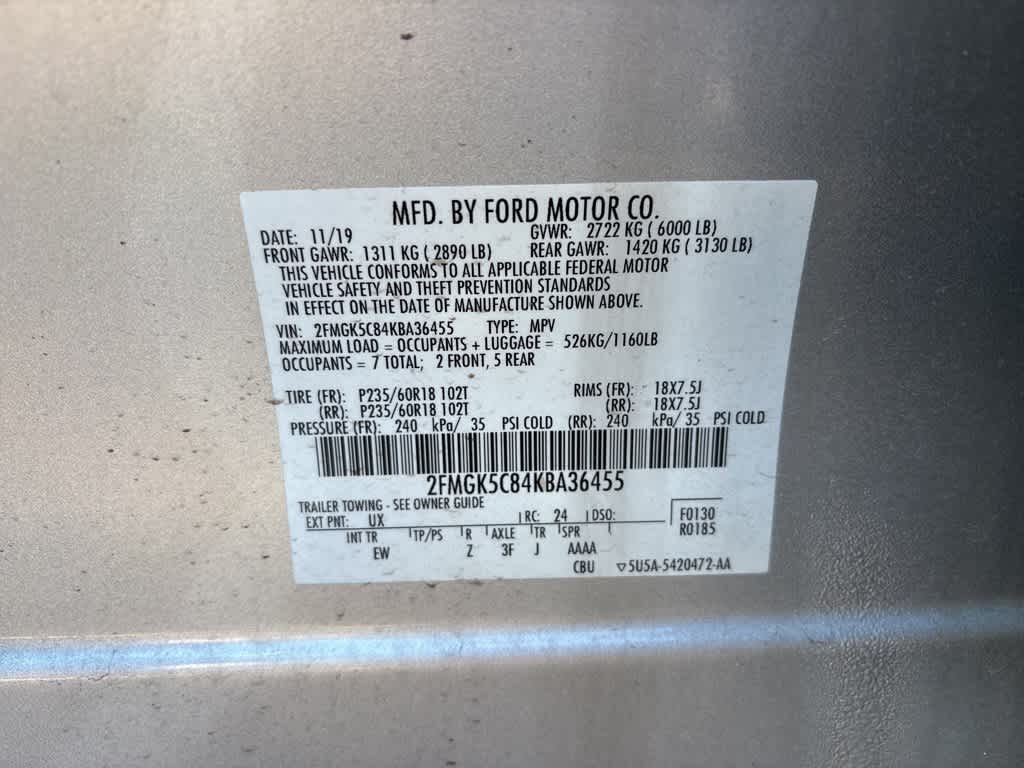 MFD. BY FORD MOTOR CO.
DATE: 11/19 GVWR: 2722 KG ( 6000 LB)
FRONT GAWR: 1311 KG ( 2890 LB) REAR GAWR: 1420 KG ( 3130 LB)
THIS VEHICLE CONFORMS TO ALL APPLICABLE FEDERAL MOTOR
VEHICLE SAFETY AND THEFT PREVENTION STANDARDS
IN EFFECT ON THE DATE OF MANUFACTURE SHOWN ABOVE.
VIN: 2FMGK5C84KBA36455 TYPE: MPV
MAXIMUM LOAD = OCCUPANTS + LUGGAGE = 526KG/1160LB
OCCUPANTS = 7 TOTAL; 2 FRONT, 5 REAR
TIRE (FR): P235/60R18 102T RIMS (FR): 18X7.5J
(RR): P235/60R18 102T (RR): 18X7.5J
PRESSURE (FR): 240 kPa/ 35 PSI COLD (RR): 240 kPa/ 35 PSI COLD
2FMGK5C84KBA36455
TRAILER TOWING - SEE OWNER GUIDE
EXT PNT: UX RC: 24 DSO: F0130
INT TR TP/PS R AXLE TR SPR R0185
EW Z 3F J AAAA
CBU ▽5U5A-5420472-AA